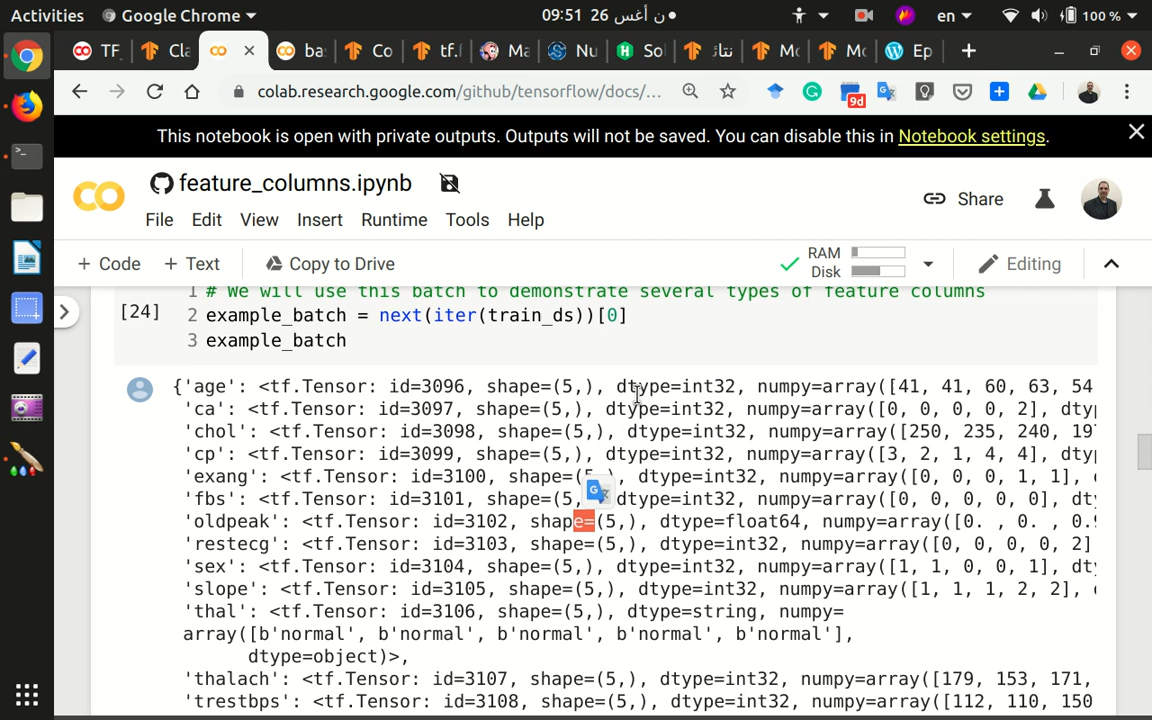 Activities Google Chrome ▾ 09:51 26 ن أغس en 100 %
TF Cla ba Co tf.l Ma Nu So نتائ Mo Mo Ep
colab.research.google.com/github/tensorflow/docs/... 9d
This notebook is open with private outputs. Outputs will not be saved. You can disable this in Notebook settings.
feature_columns.ipynb
Share
File Edit View Insert Runtime Tools Help
+ Code + Text Copy to Drive RAM Disk Editing
1 # We will use this batch to demonstrate several types of feature columns
[24] 2 example_batch = next(iter(train_ds))[0]
3 example_batch
{'age': <tf.Tensor: id=3096, shape=(5,), dtype=int32, numpy=array([41, 41, 60, 63, 54
'ca': <tf.Tensor: id=3097, shape=(5,), dtype=int32, numpy=array([0, 0, 0, 0, 2], dty
'chol': <tf.Tensor: id=3098, shape=(5,), dtype=int32, numpy=array([250, 235, 240, 19
'cp': <tf.Tensor: id=3099, shape=(5,), dtype=int32, numpy=array([3, 2, 1, 4, 4], dty
'exang': <tf.Tensor: id=3100, shape=(5,), dtype=int32, numpy=array([0, 0, 0, 1, 1],
'fbs': <tf.Tensor: id=3101, shape=(5, dtype=int32, numpy=array([0, 0, 0, 0, 0], dt
'oldpeak': <tf.Tensor: id=3102, shape=(5,), dtype=float64, numpy=array([0. , 0. , 0.9
'restecg': <tf.Tensor: id=3103, shape=(5,), dtype=int32, numpy=array([0, 0, 0, 0, 2]
'sex': <tf.Tensor: id=3104, shape=(5,), dtype=int32, numpy=array([1, 1, 0, 0, 1], dt
'slope': <tf.Tensor: id=3105, shape=(5,), dtype=int32, numpy=array([1, 1, 1, 2, 2],
'thal': <tf.Tensor: id=3106, shape=(5,), dtype=string, numpy=
array([b'normal', b'normal', b'normal', b'normal', b'normal'],
dtype=object)>,
'thalach': <tf.Tensor: id=3107, shape=(5,), dtype=int32, numpy=array([179, 153, 171,
'trestbps': <tf.Tensor: id=3108, shape=(5,), dtype=int32, numpy=array([112, 110, 150